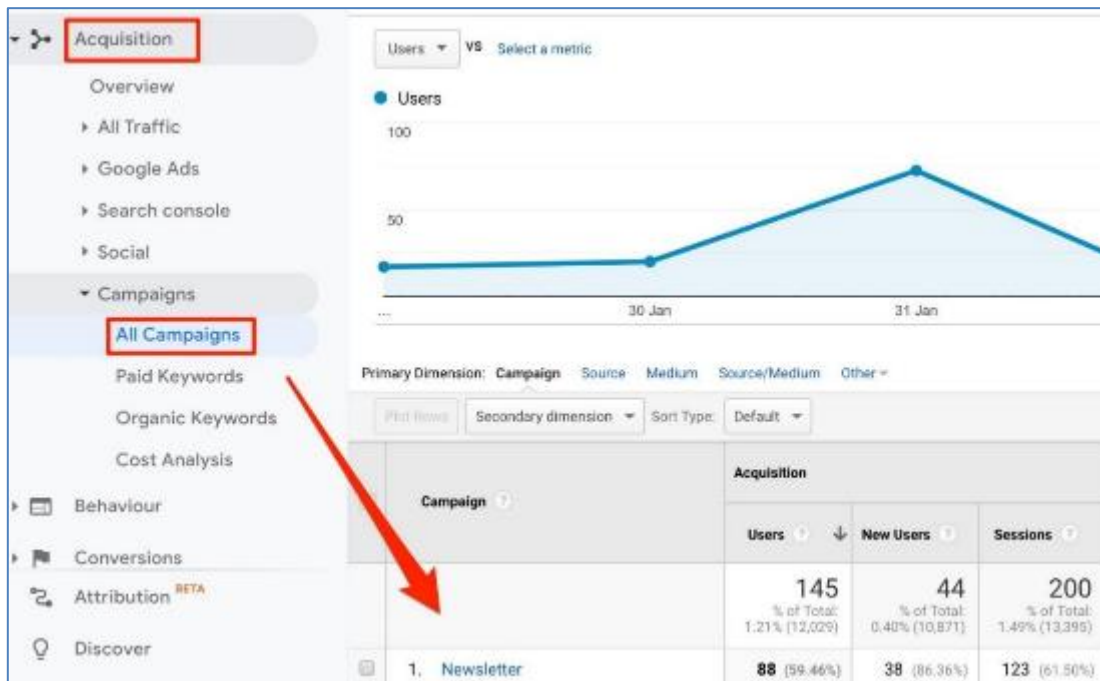 Acquisition
Overview
All Traffic
Google Ads
Search console
Social
Campaigns
All Campaigns
Paid Keywords
Organic Keywords
Cost Analysis
Behaviour
Conversions
Attribution BETA
Discover
Users VS Select a metric
Users
100
50
... 30 Jan 31 Jan
Primary Dimension: Campaign Source Medium Source/Medium Other
Plot Rows Secondary dimension Sort Type: Default
Campaign ?
Acquisition
Users ? New Users ? Sessions ?
145 44 200
% of Total: % of Total: % of Total:
1.21% (12,029) 0.40% (10,871) 1.49% (13,395)
1. Newsletter 88 (59.46%) 38 (86.36%) 123 (61.50%)